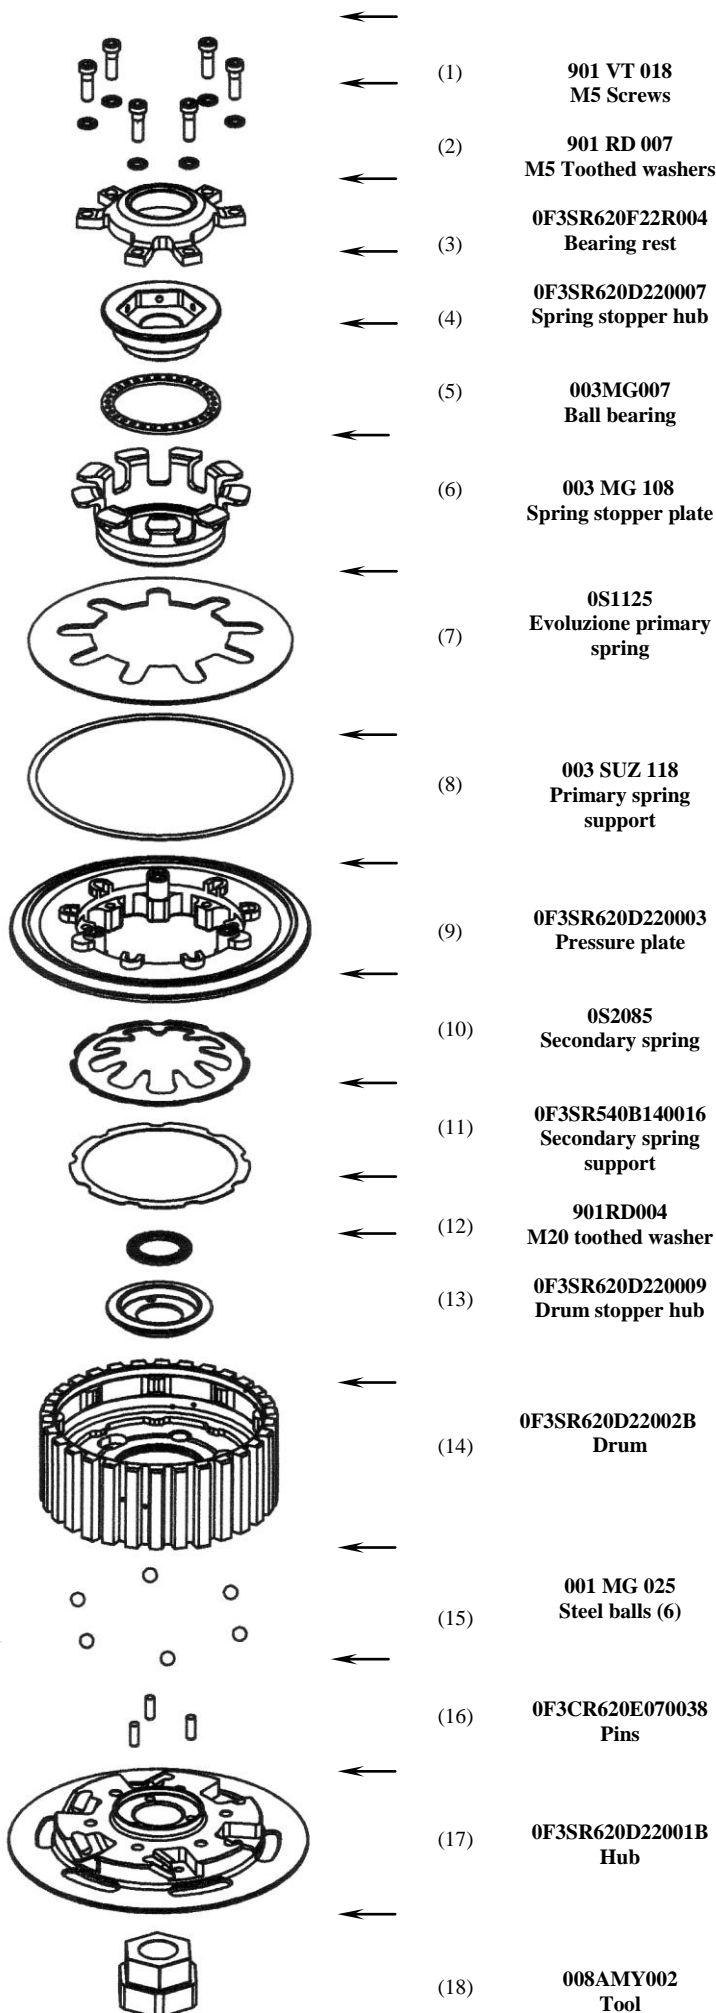 (1)
901 VT 018
M5 Screws
(2)
901 RD 007
M5 Toothed washers
(3)
0F3SR620F22R004
Bearing rest
(4)
0F3SR620D220007
Spring stopper hub
(5)
003MG007
Ball bearing
(6)
003 MG 108
Spring stopper plate
(7)
0S1125
Evoluzione primary
spring
(8)
003 SUZ 118
Primary spring
support
(9)
0F3SR620D220003
Pressure plate
(10)
0S2085
Secondary spring
(11)
0F3SR540B140016
Secondary spring
support
(12)
901RD004
M20 toothed washer
(13)
0F3SR620D220009
Drum stopper hub
(14)
0F3SR620D22002B
Drum
(15)
001 MG 025
Steel balls (6)
(16)
0F3CR620E070038
Pins
(17)
0F3SR620D22001B
Hub
(18)
008AMY002
Tool